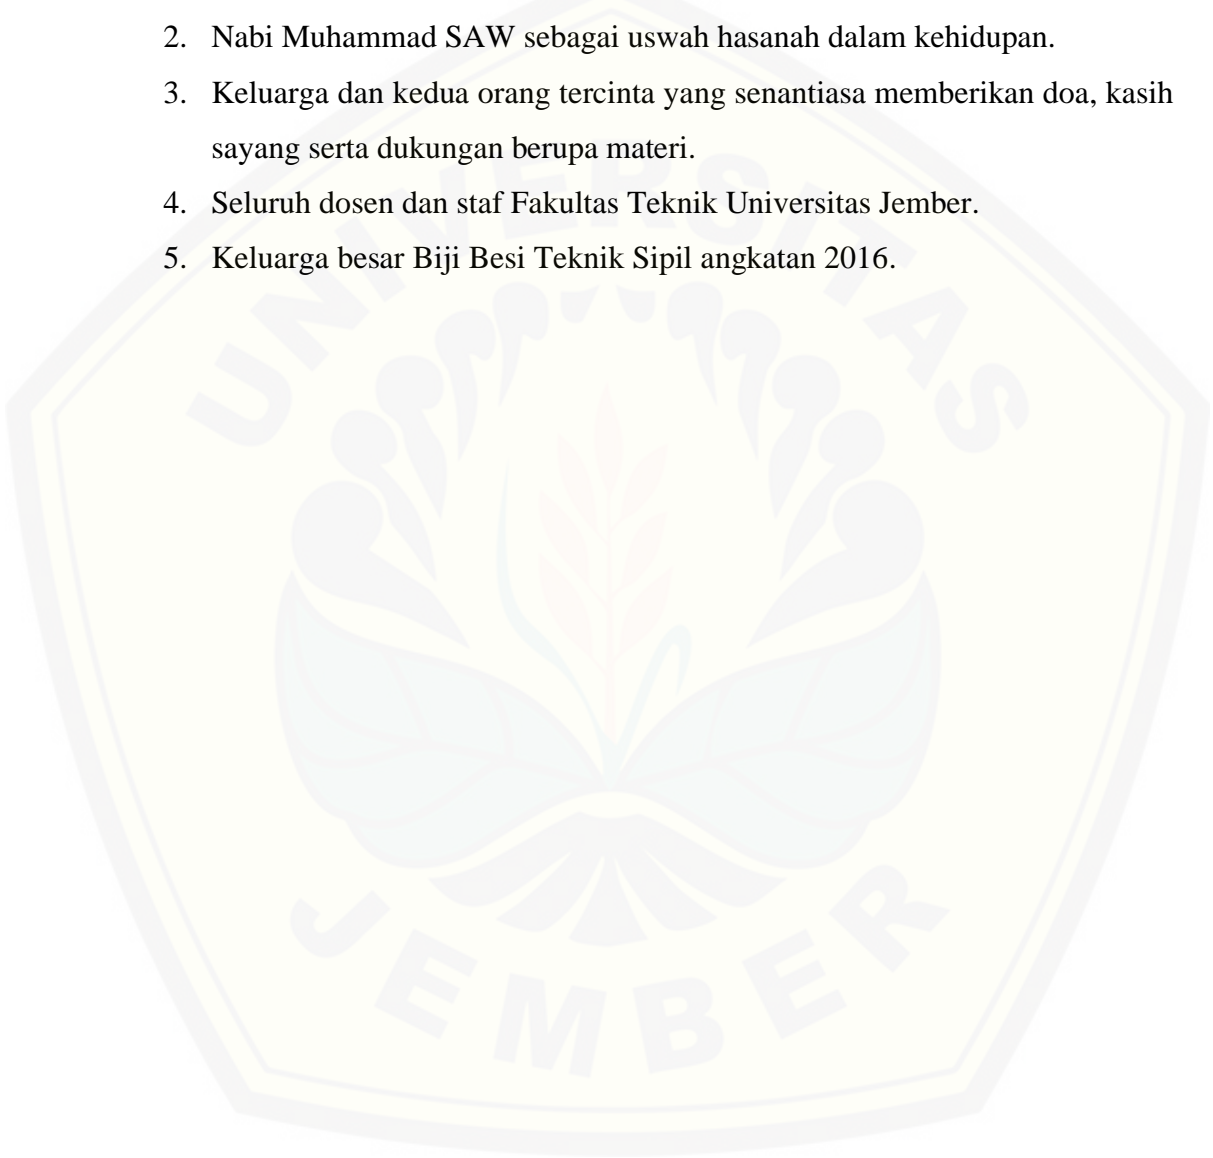 2. Nabi Muhammad SAW sebagai uswah hasanah dalam kehidupan.
3. Keluarga dan kedua orang tercinta yang senantiasa memberikan doa, kasih
sayang serta dukungan berupa materi.
4. Seluruh dosen dan staf Fakultas Teknik Universitas Jember.
5. Keluarga besar Biji Besi Teknik Sipil angkatan 2016.
UNIVERSITAS
JEMBER